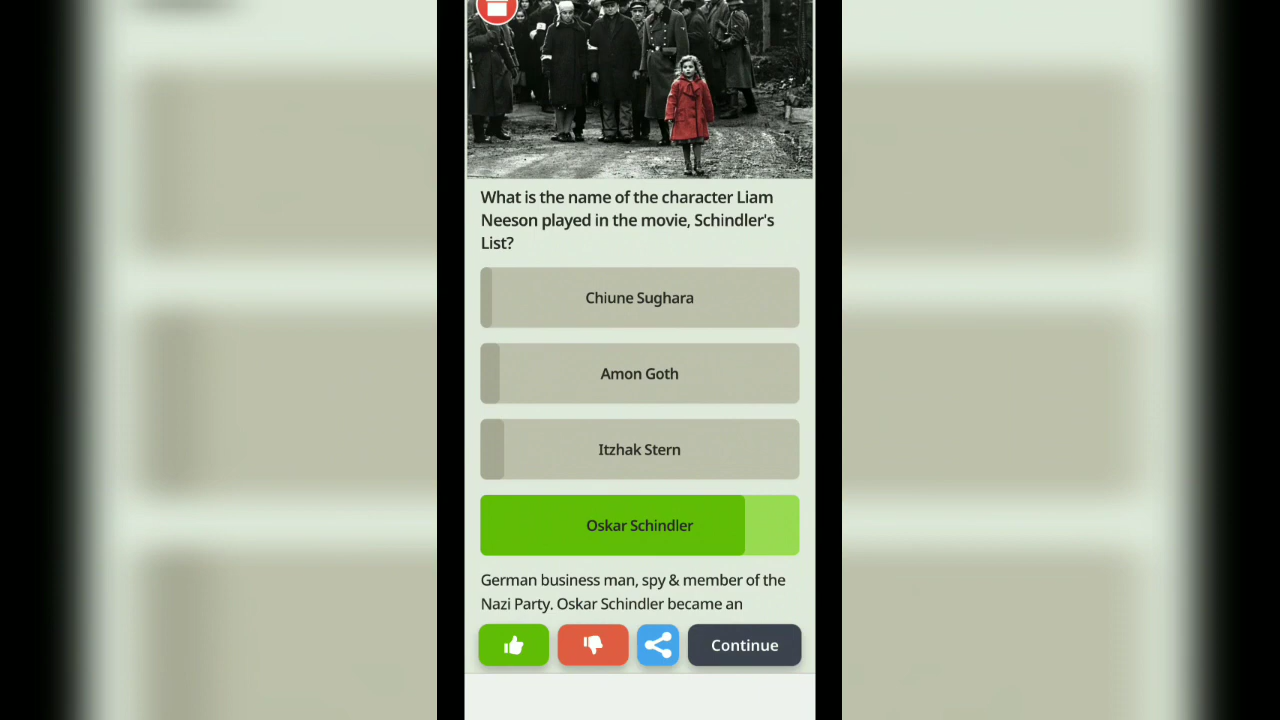 What is the name of the character Liam
Neeson played in the movie, Schindler's
List?
Chiune Sughara
Amon Goth
Itzhak Stern
Oskar Schindler
German business man, spy & member of the
Nazi Party. Oskar Schindler became an
Continue